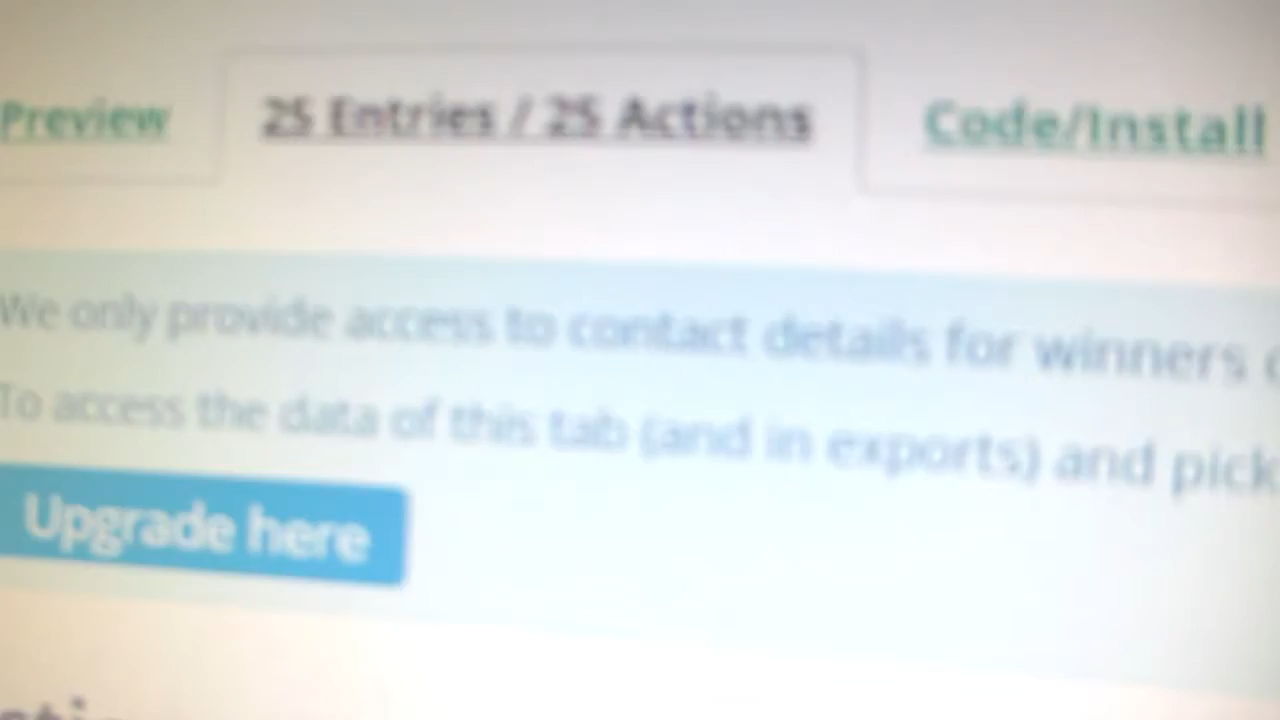 Preview 25 Entries / 25 Actions Code/Install
We only provide access to contact details for winners
To access the data of this tab (and in exports) and pick
Upgrade here